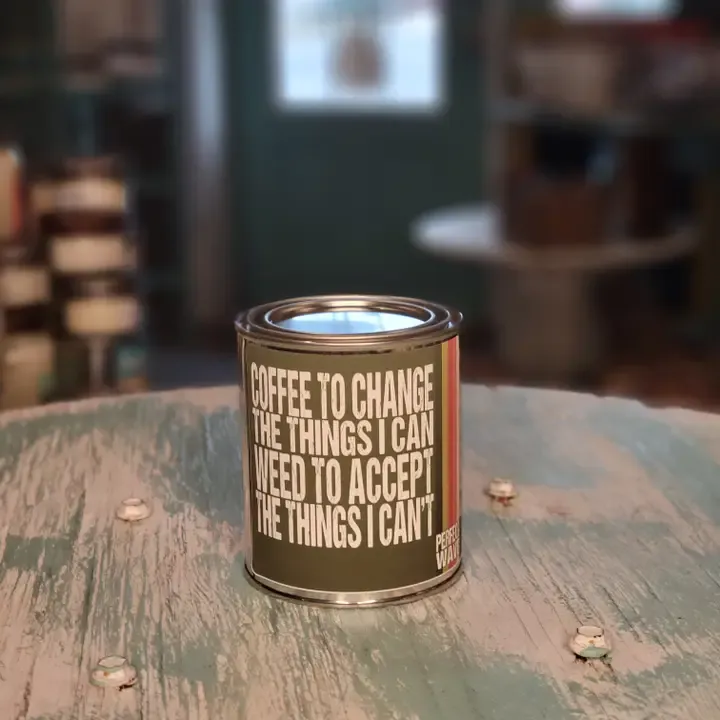 COFFEE TO CHANGE
THE THINGS I CAN
WEED TO ACCEPT
THE THINGS I CAN'T